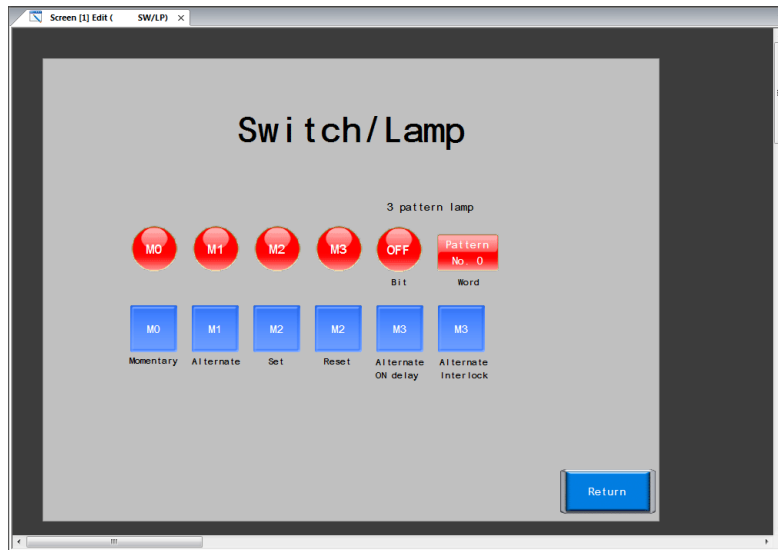 Screen [1] Edit ( SW/LP) ×
Switch/Lamp
3 pattern lamp
M0 M1 M2 M3 OFF Pattern
No. 0
Bit Word
M0 M1 M2 M2 M3 M3
Momentary Alternate Set Reset Alternate Alternate
ON delay Interlock
Return